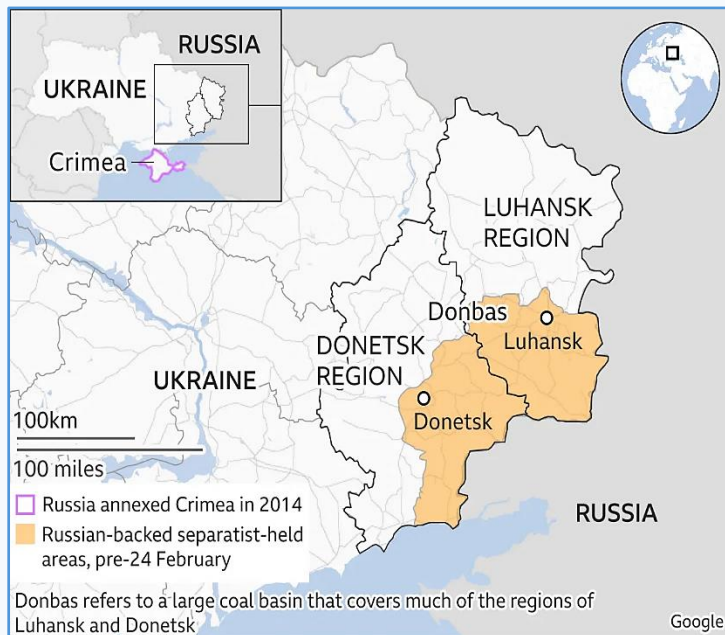 RUSSIA
UKRAINE
Crimea
LUHANSK
REGION
Donbas
Luhansk
DONETSK
REGION
UKRAINE
Donetsk
100km
100 miles
RUSSIA
Russia annexed Crimea in 2014
Russian-backed separatist-held
areas, pre-24 February
Donbas refers to a large coal basin that covers much of the regions of
Luhansk and Donetsk
Google